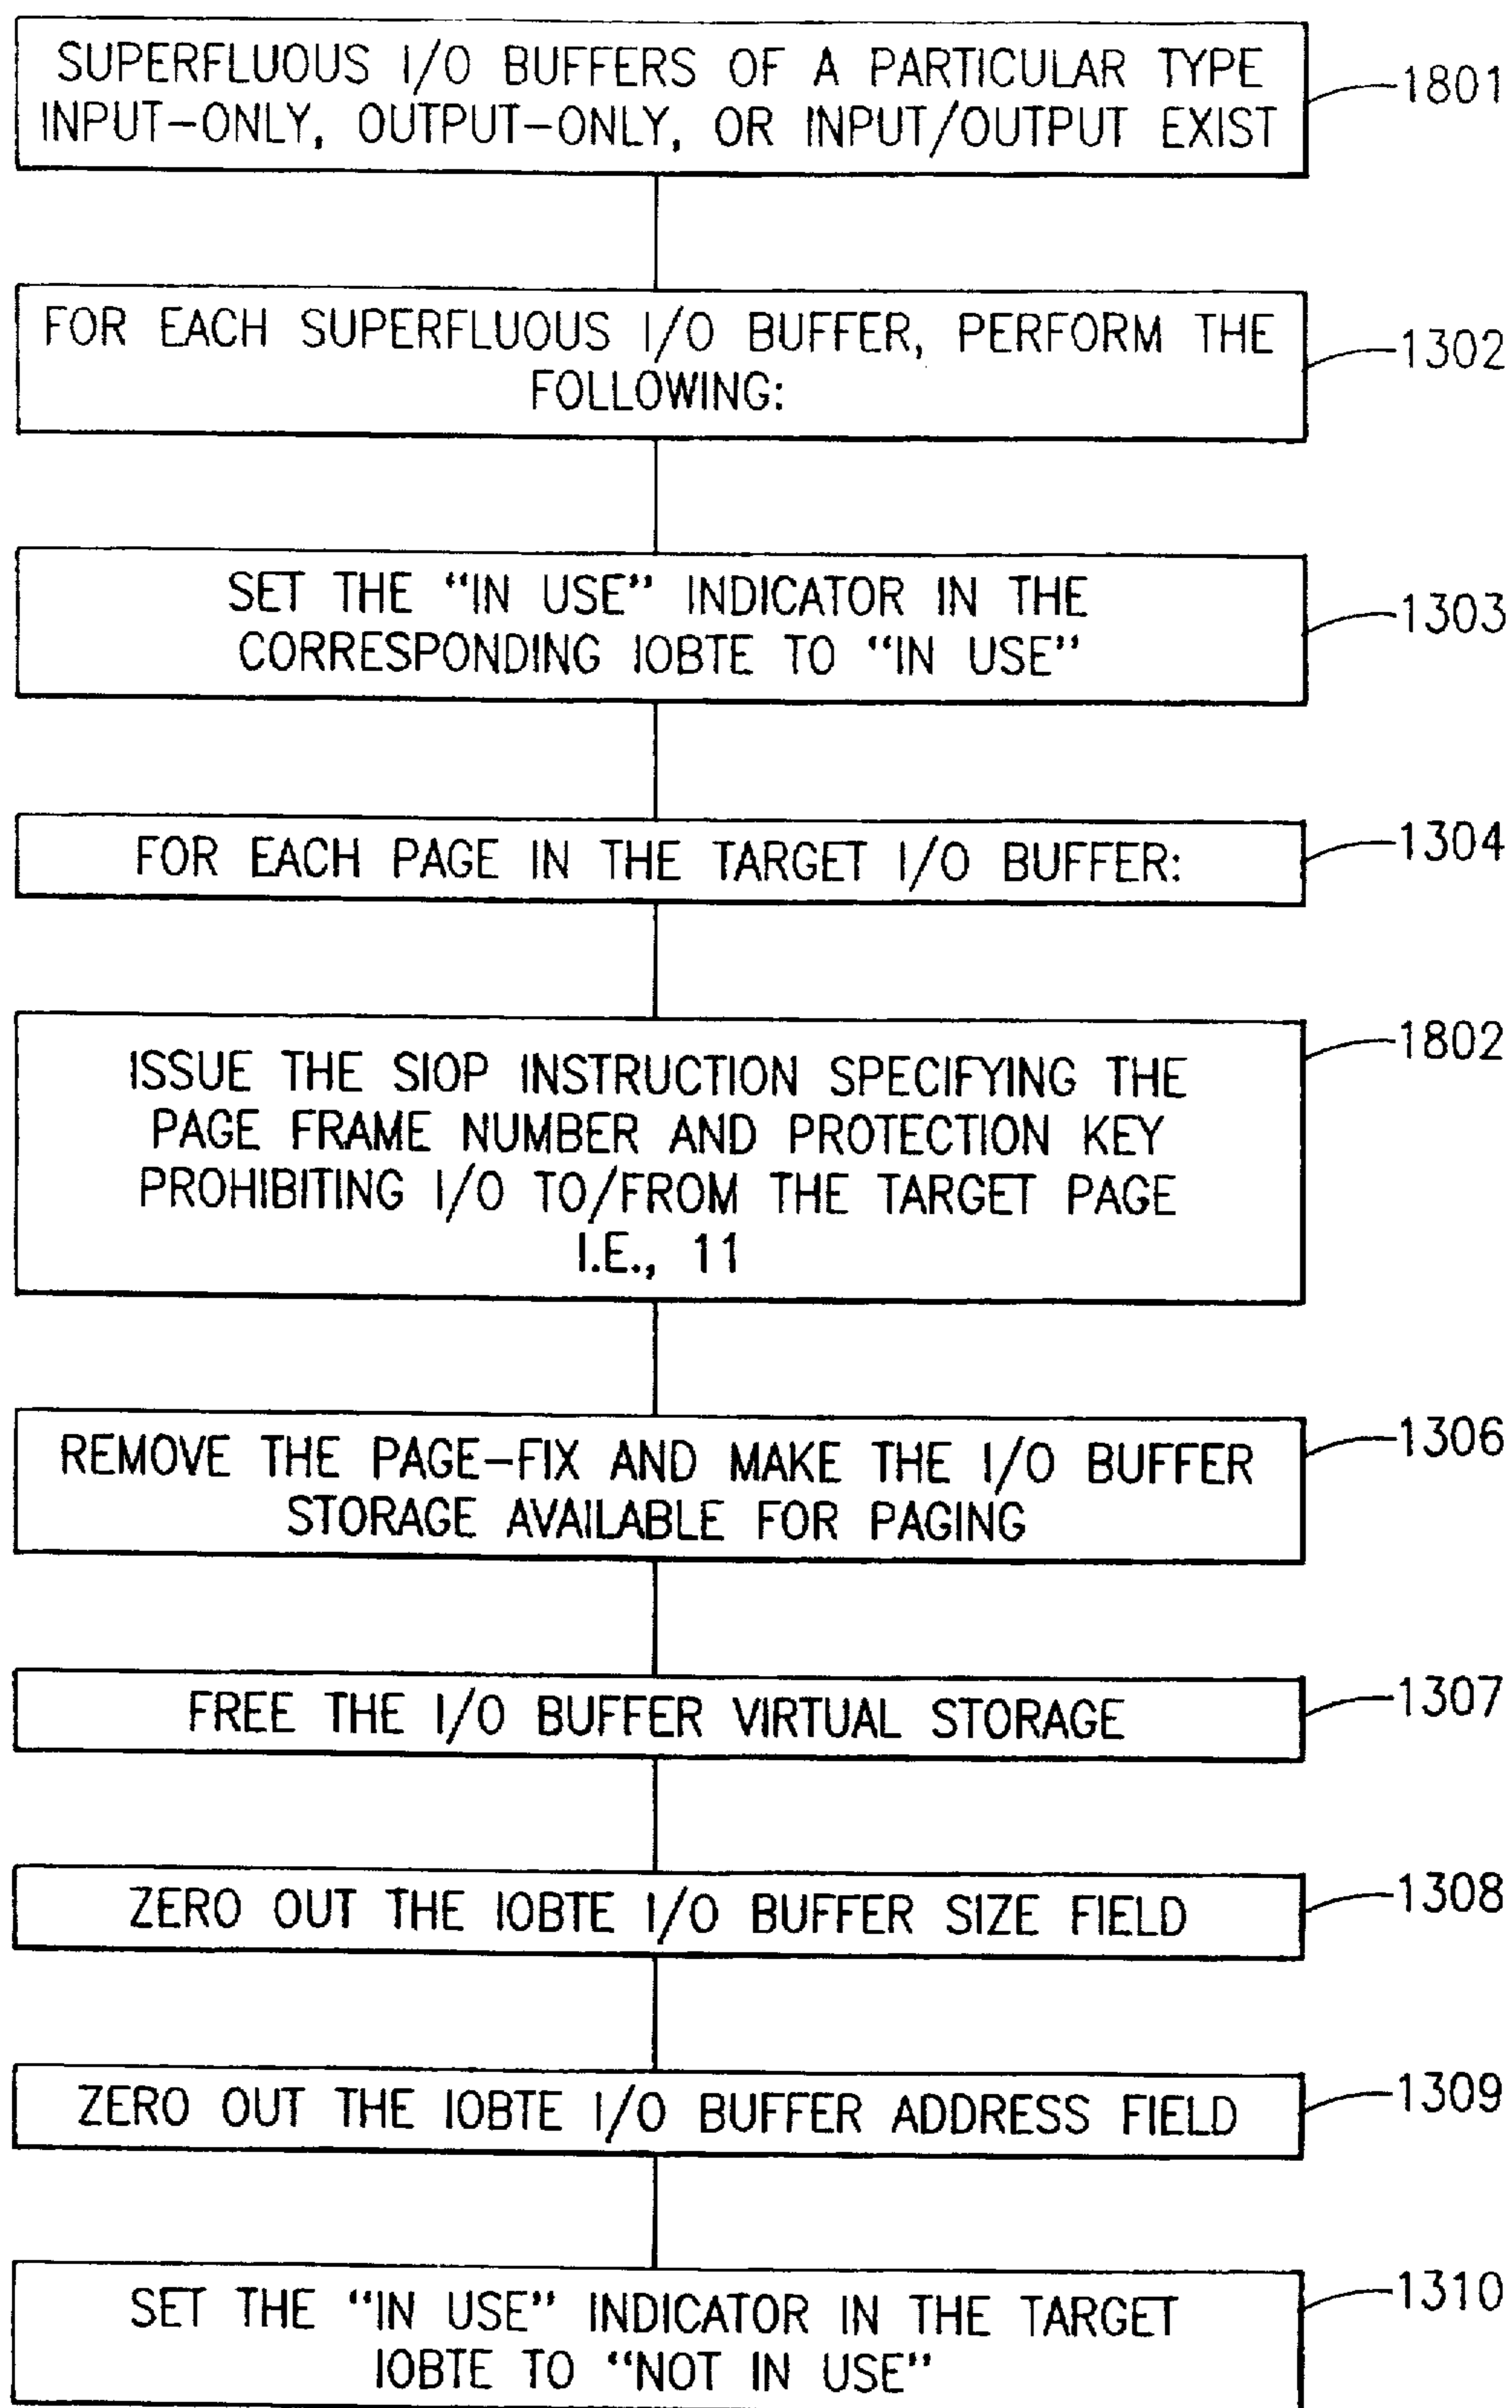 SUPERFLUOUS I/O BUFFERS OF A PARTICULAR TYPE
INPUT-ONLY, OUTPUT-ONLY, OR INPUT/OUTPUT EXIST
1801
FOR EACH SUPERFLUOUS I/O BUFFER, PERFORM THE
FOLLOWING:
1302
SET THE "IN USE" INDICATOR IN THE
CORRESPONDING IOBTE TO "IN USE"
1303
FOR EACH PAGE IN THE TARGET I/O BUFFER:
1304
ISSUE THE SIOP INSTRUCTION SPECIFYING THE
PAGE FRAME NUMBER AND PROTECTION KEY
PROHIBITING I/O TO/FROM THE TARGET PAGE
I.E., 11
1802
REMOVE THE PAGE-FIX AND MAKE THE I/O BUFFER
STORAGE AVAILABLE FOR PAGING
1306
FREE THE I/O BUFFER VIRTUAL STORAGE
1307
ZERO OUT THE IOBTE I/O BUFFER SIZE FIELD
1308
ZERO OUT THE IOBTE I/O BUFFER ADDRESS FIELD
1309
SET THE "IN USE" INDICATOR IN THE TARGET
IOBTE TO "NOT IN USE"
1310